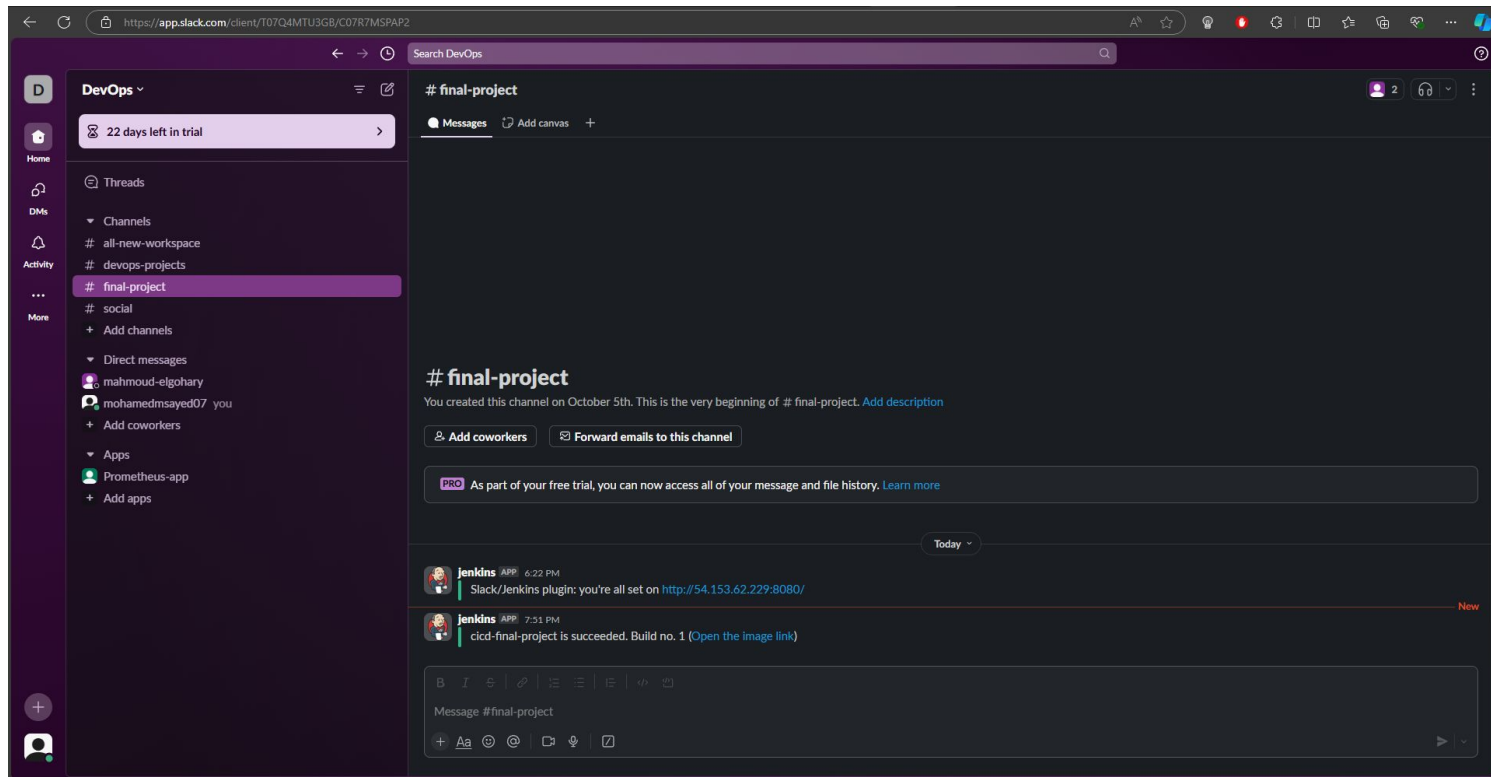 https://app.slack.com/client/T07Q4MTU3GB/C07R7MSPAP2
Search DevOps
D
Home
DMs
Activity
More
DevOps
22 days left in trial
Threads
Channels
# all-new-workspace
# devops-projects
# final-project
# social
+ Add channels
Direct messages
mahmoud-elgohary
mohamedmsayed07 you
+ Add coworkers
Apps
Prometheus-app
+ Add apps
# final-project
2
Messages
Add canvas
+
# final-project
You created this channel on October 5th. This is the very beginning of # final-project. Add description
Add coworkers
Forward emails to this channel
PRO As part of your free trial, you can now access all of your message and file history. Learn more
Today
jenkins APP 6:22 PM
Slack/Jenkins plugin: you're all set on http://54.153.62.229:8080/
New
jenkins APP 7:51 PM
cicd-final-project is succeeded. Build no. 1 (Open the image link)
B I S
Message #final-project
+ Aa @